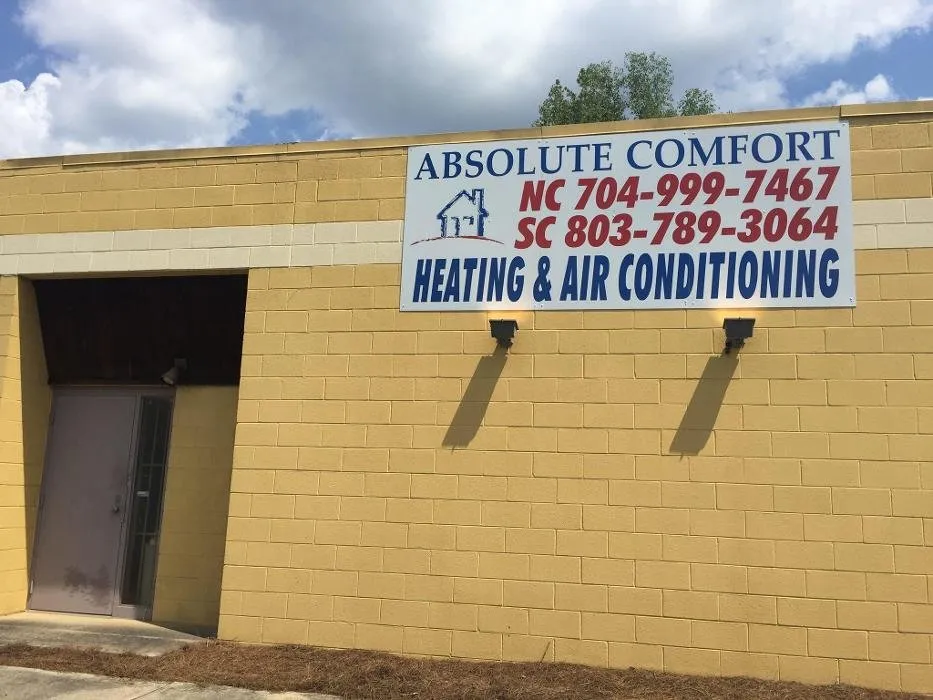 ABSOLUTE COMFORT
NC 704-999-7467
SC 803-789-3064
HEATING & AIR CONDITIONING